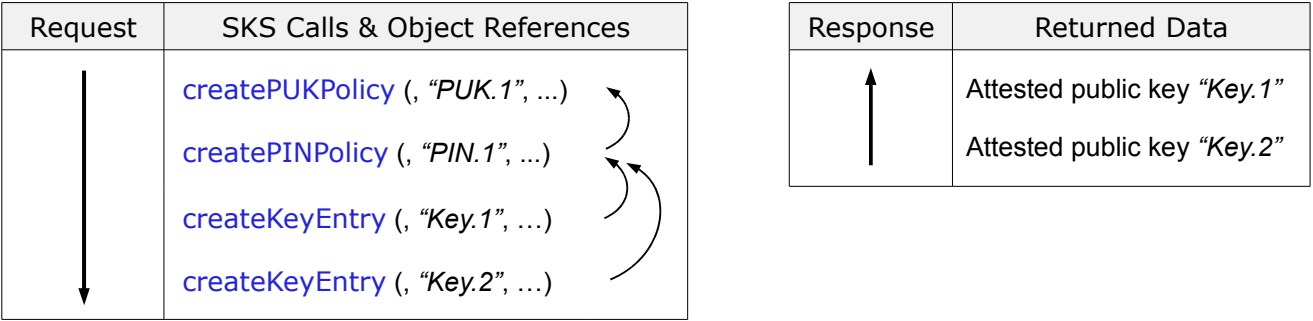 Request SKS Calls & Object References
createPUKPolicy (, “PUK.1”, ...)
createPINPolicy (, “PIN.1”, ...)
createKeyEntry (, “Key.1”, …)
createKeyEntry (, “Key.2”, …)
Response Returned Data
Attested public key “Key.1”
Attested public key “Key.2”